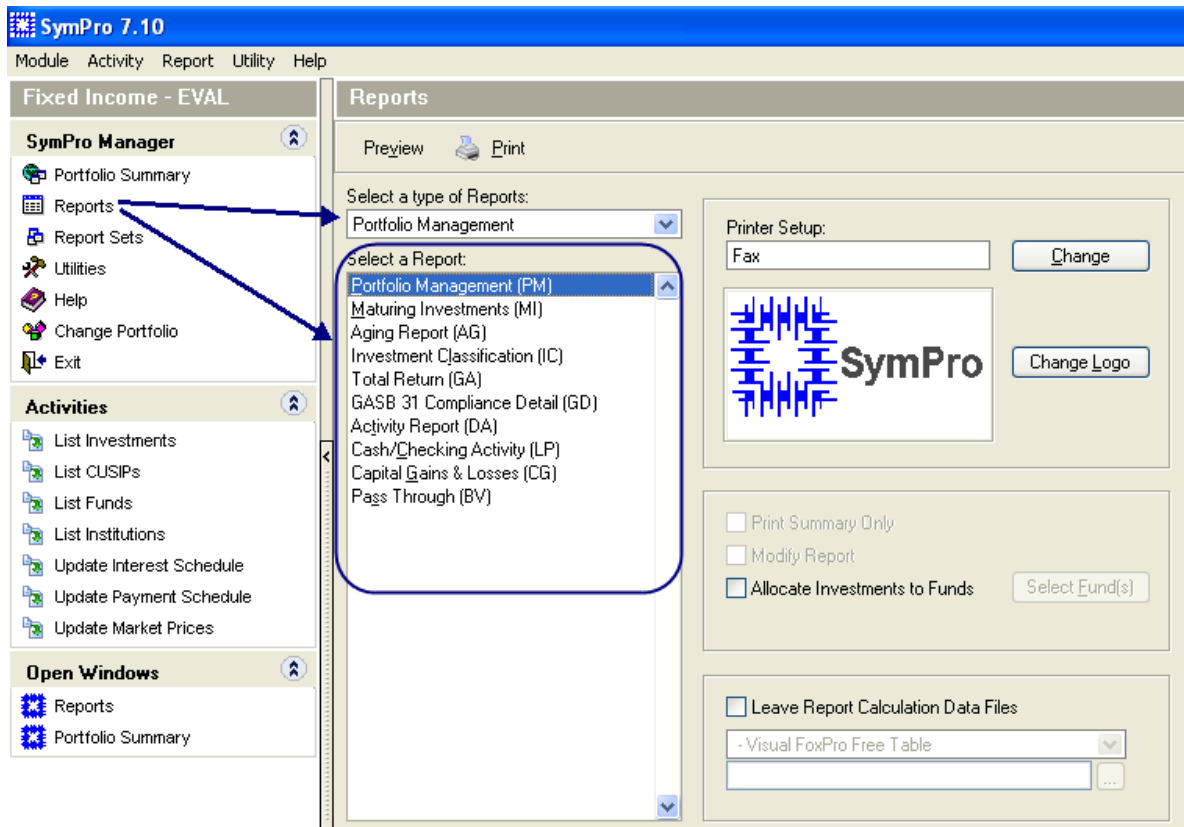 SymPro 7.10
Module Activity Report Utility Help
Fixed Income - EVAL
SymPro Manager
Portfolio Summary
Reports
Report Sets
Utilities
Help
Change Portfolio
Exit
Activities
List Investments
List CUSIPs
List Funds
List Institutions
Update Interest Schedule
Update Payment Schedule
Update Market Prices
Open Windows
Reports
Portfolio Summary
Reports
Preview Print
Select a type of Reports:
Portfolio Management
Select a Report:
Portfolio Management (PM)
Maturing Investments (MI)
Aging Report (AG)
Investment Classification (IC)
Total Return (GA)
GASB 31 Compliance Detail (GD)
Activity Report (DA)
Cash/Checking Activity (LP)
Capital Gains & Losses (CG)
Pass Through (BV)
Printer Setup:
Fax Change
SymPro
Change Logo
Print Summary Only
Modify Report
Allocate Investments to Funds Select Fund(s)
Leave Report Calculation Data Files
- Visual FoxPro Free Table
...